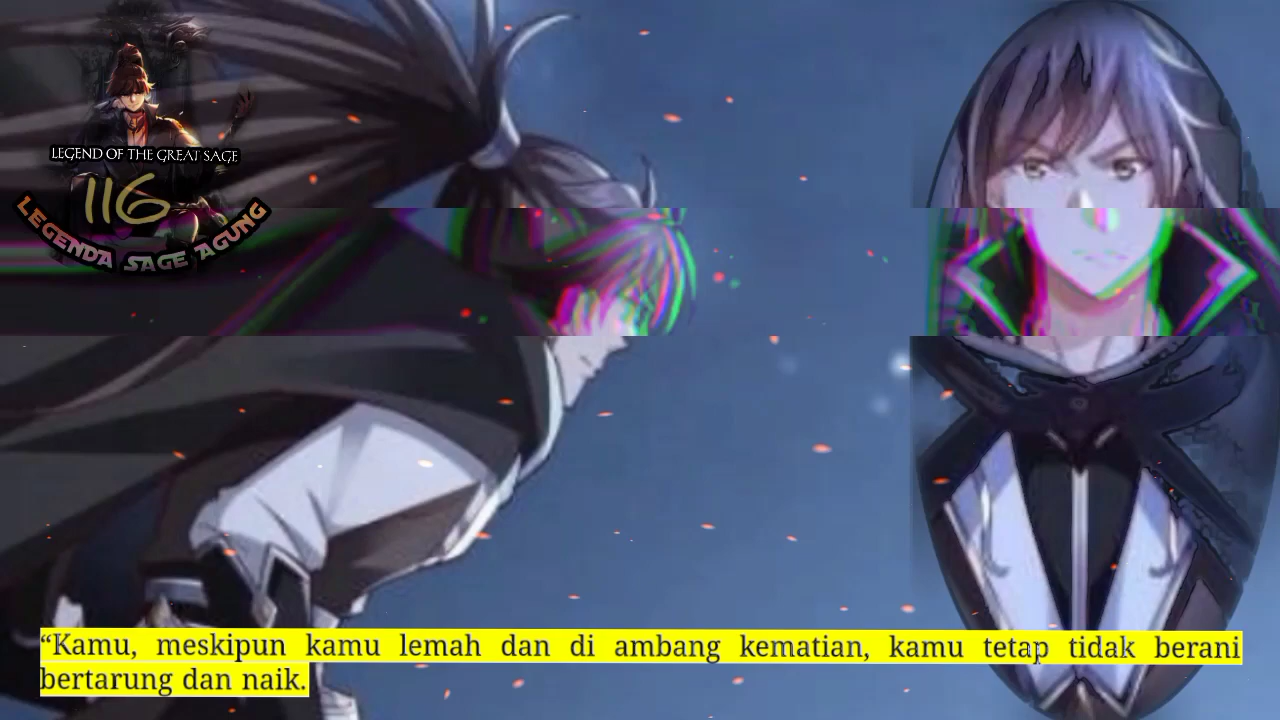 LEGEND OF THE GREAT SAGE
116
LEGENDA SAGE AGUNG
“Kamu, meskipun kamu lemah dan di ambang kematian, kamu tetap tidak berani
bertarung dan naik.